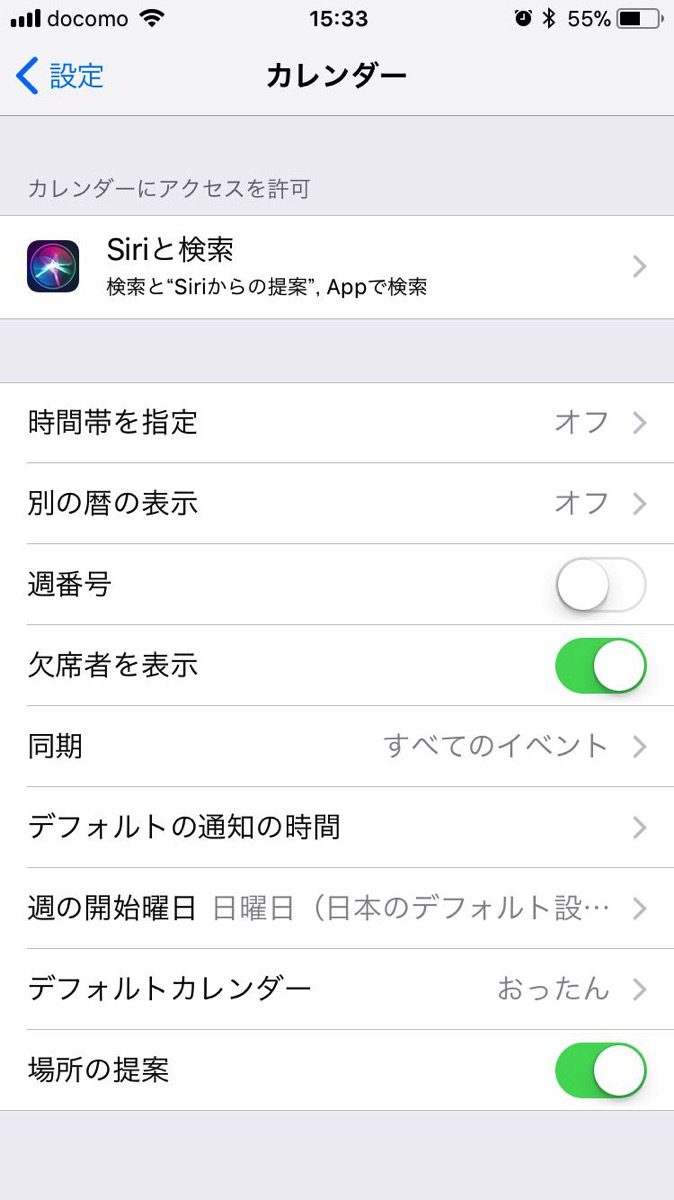 docomo 15:33 55%
設定 カレンダー
カレンダーにアクセスを許可
Siriと検索
検索と“Siriからの提案”, Appで検索
時間帯を指定 オフ
別の暦の表示 オフ
週番号
欠席者を表示
同期 すべてのイベント
デフォルトの通知の時間
週の開始曜日 日曜日（日本のデフォルト設…
デフォルトカレンダー おったん
場所の提案